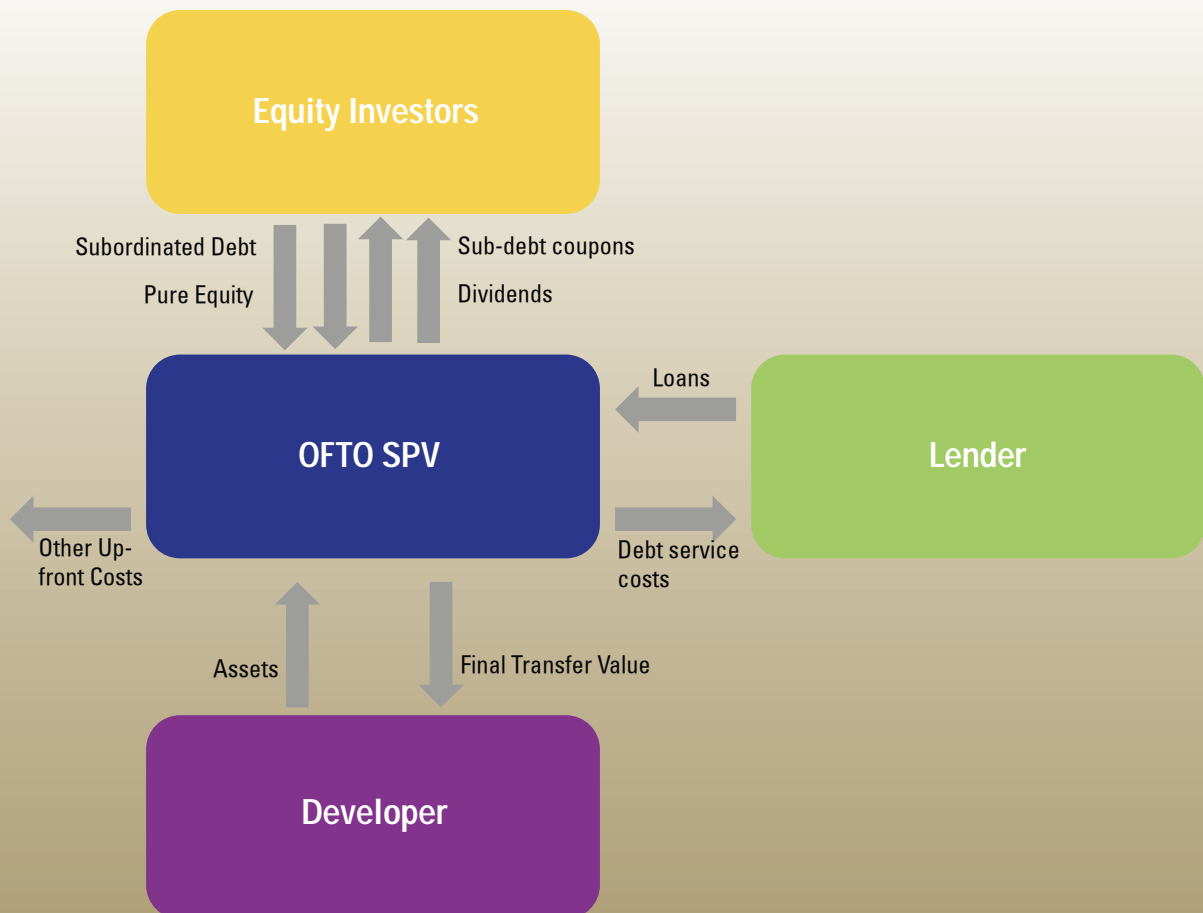 Equity Investors
Subordinated Debt
Sub-debt coupons
Pure Equity
Dividends
Loans
OFTO SPV
Lender
Other Up-
front Costs
Debt service
costs
Assets
Final Transfer Value
Developer